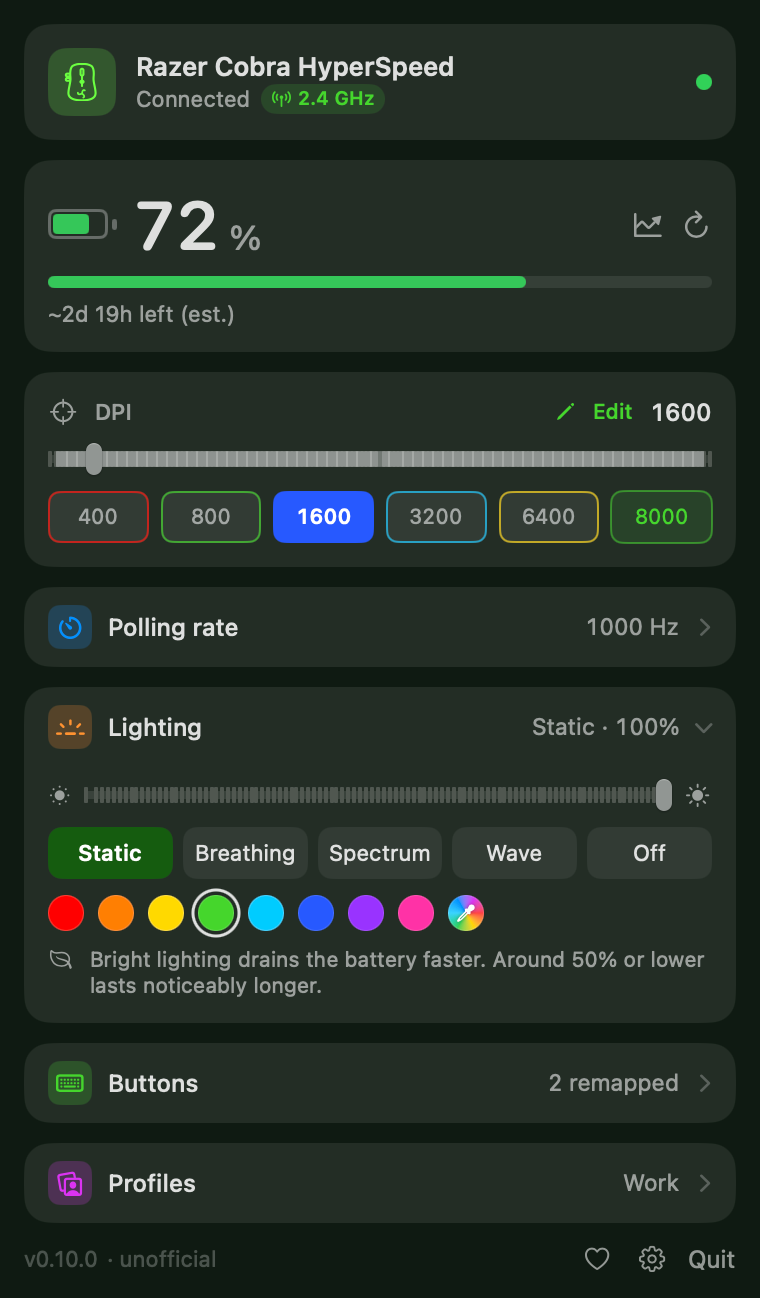 Razer Cobra HyperSpeed
Connected 2.4 GHz
72 %
~2d 19h left (est.)
DPI Edit 1600
400 800 1600 3200 6400 8000
Polling rate 1000 Hz
Lighting Static · 100%
Static Breathing Spectrum Wave Off
Bright lighting drains the battery faster. Around 50% or lower
lasts noticeably longer.
Buttons 2 remapped
Profiles Work
v0.10.0 · unofficial Quit